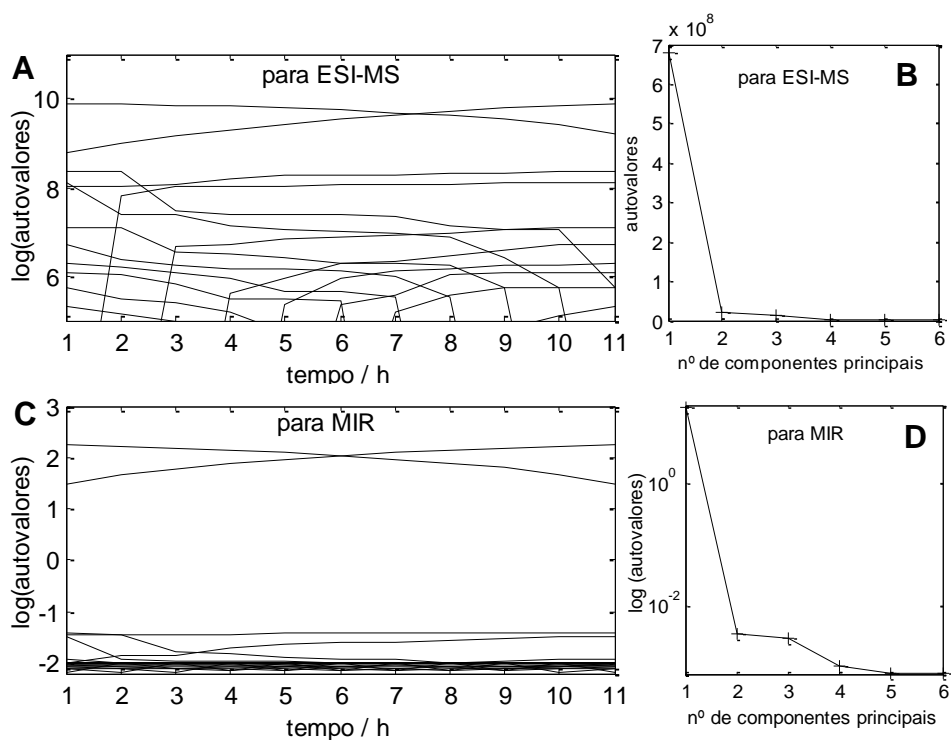 A
para ESI-MS
log(autovalores)
10
8
6
1 2 3 4 5 6 7 8 9 10 11
tempo / h
x 10⁸
B
para ESI-MS
autovalores
7
6
5
4
3
2
1
0
1 2 3 4 5 6
nº de componentes principais
C
para MIR
log(autovalores)
3
2
1
0
-1
-2
1 2 3 4 5 6 7 8 9 10 11
tempo / h
D
para MIR
log (autovalores)
10⁰
10⁻²
1 2 3 4 5 6
nº de componentes principais